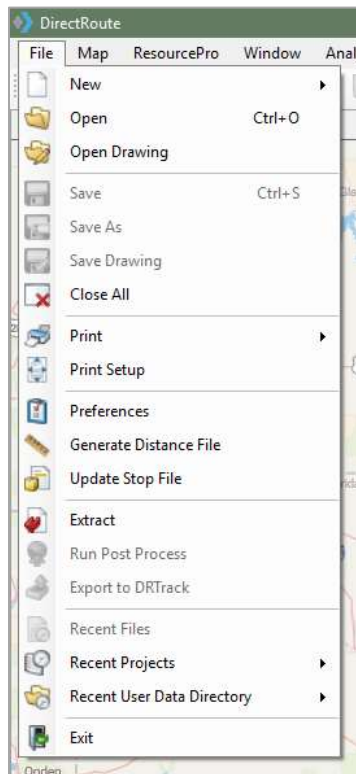 DirectRoute
File Map ResourcePro Window
New
Open Ctrl+O
Open Drawing
Save Ctrl+S
Save As
Save Drawing
Close All
Print
Print Setup
Preferences
Generate Distance File
Update Stop File
Extract
Run Post Process
Export to DRTrack
Recent Files
Recent Projects
Recent User Data Directory
Exit
Ogden